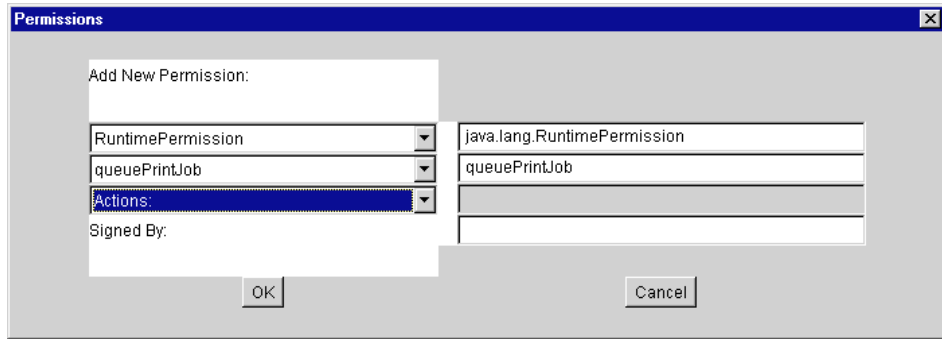 Permissions
Add New Permission:
RuntimePermission java.lang.RuntimePermission
queuePrintJob queuePrintJob
Actions:
Signed By:
OK Cancel